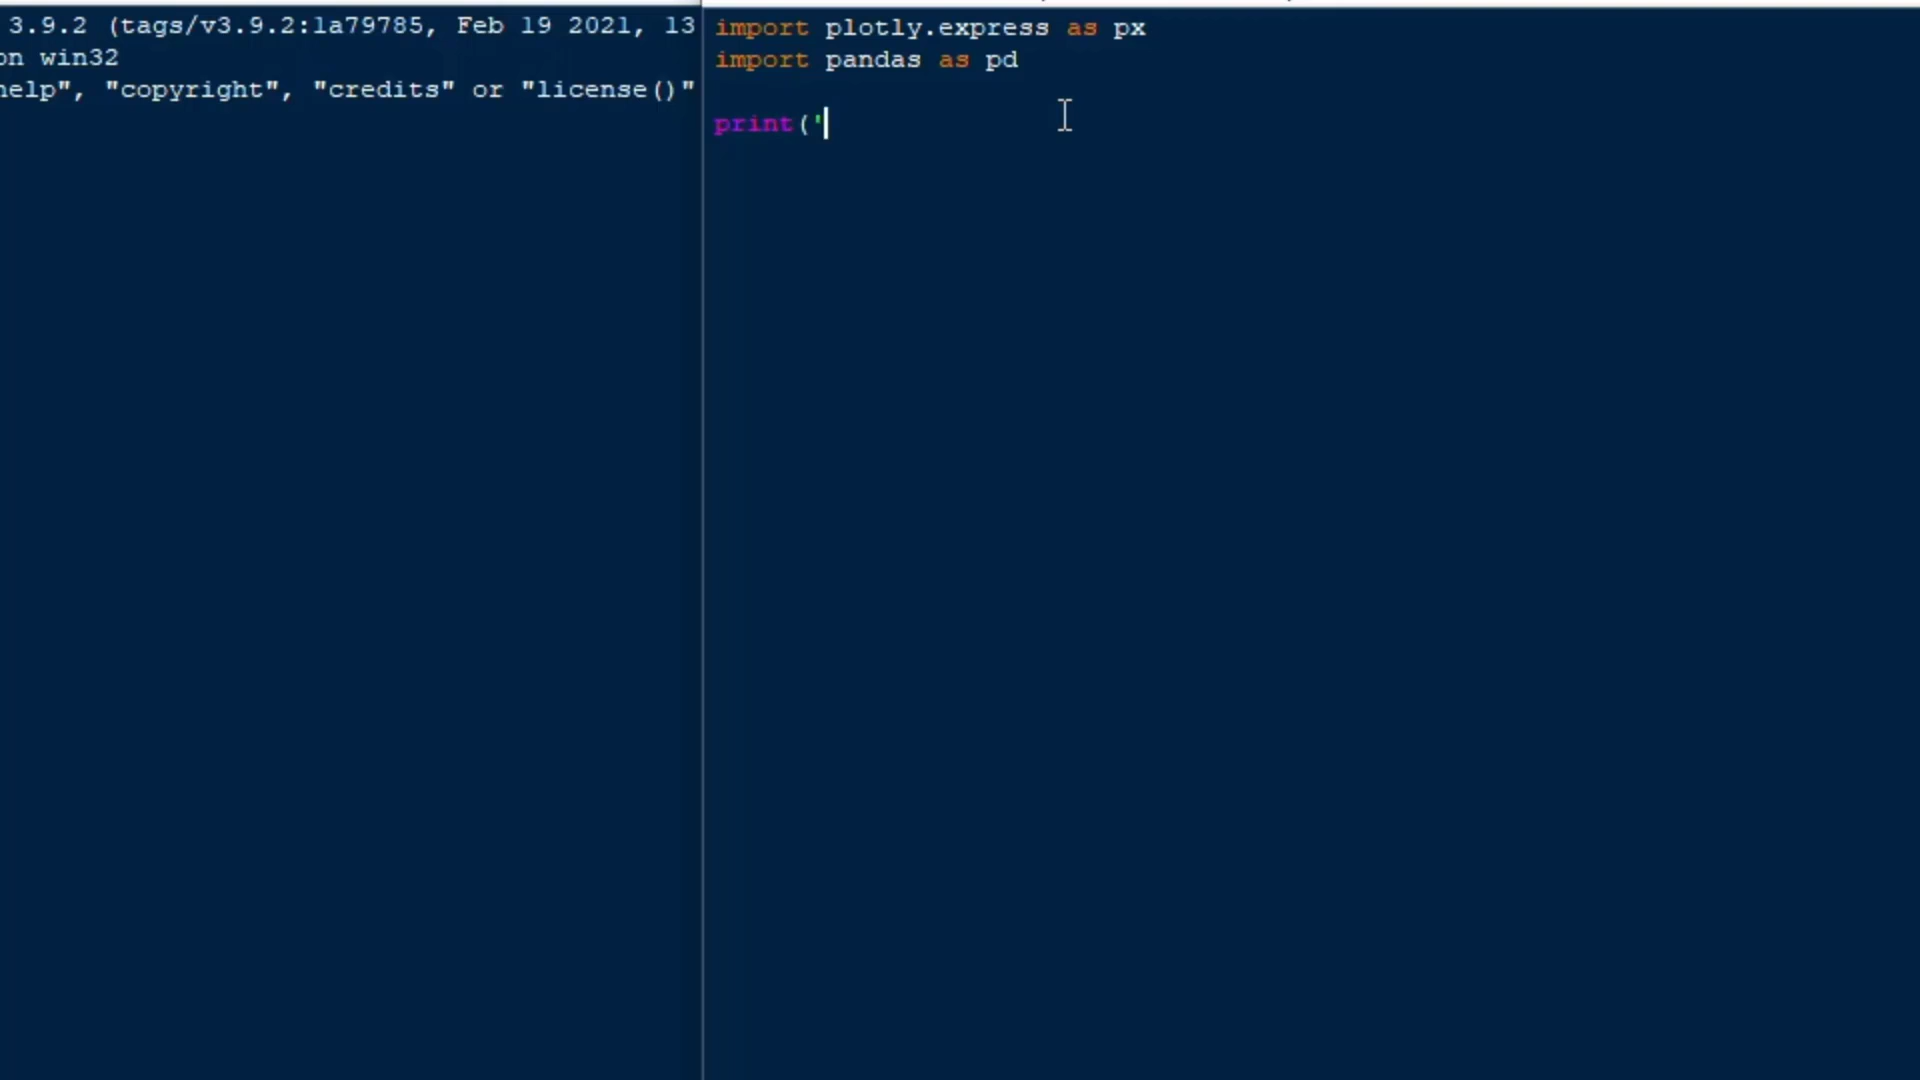 3.9.2 (tags/v3.9.2:1a79785, Feb 19 2021, 13
on win32
help", "copyright", "credits" or "license()"
import plotly.express as px
import pandas as pd
print('